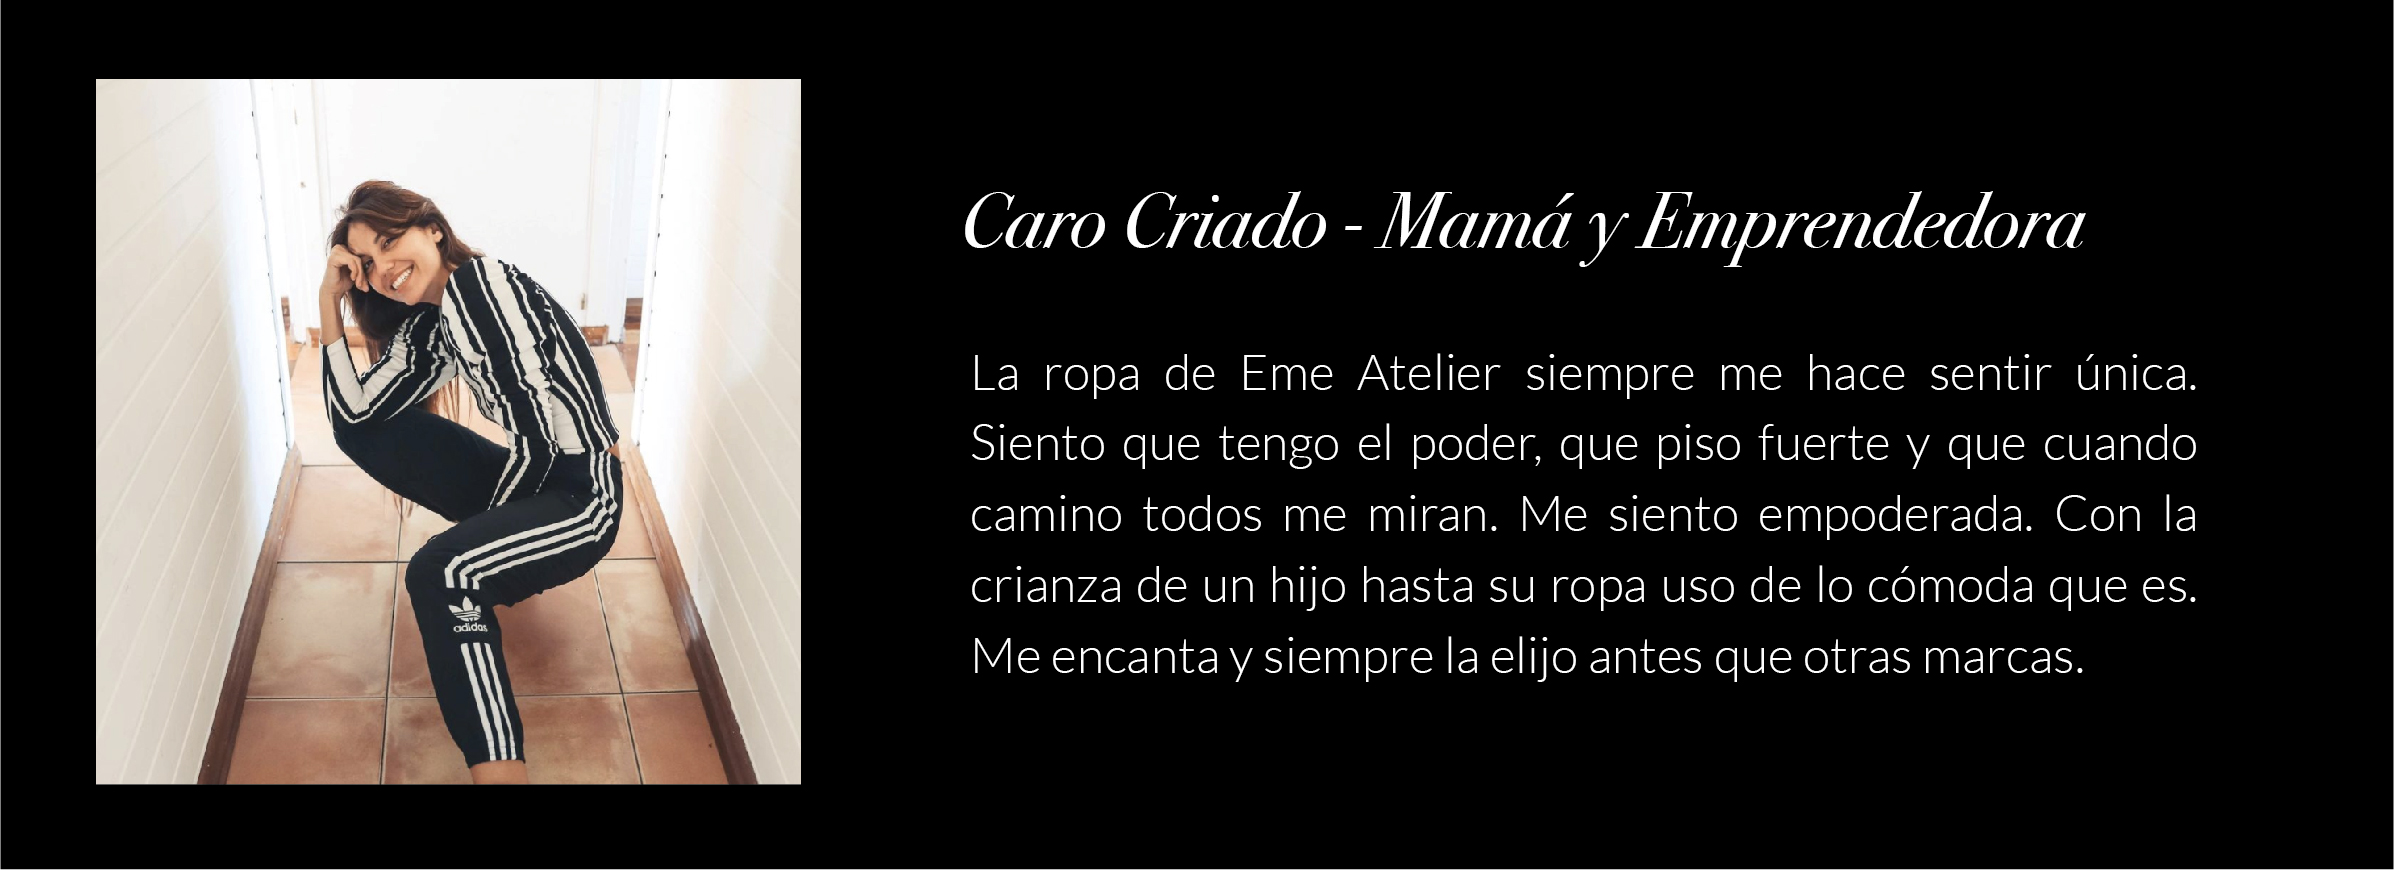 Caro Criado - Mamá y Emprendedora
La ropa de Eme Atelier siempre me hace sentir única.
Siento que tengo el poder, que piso fuerte y que cuando
camino todos me miran. Me siento empoderada. Con la
crianza de un hijo hasta su ropa uso de lo cómoda que es.
Me encanta y siempre la elijo antes que otras marcas.
adidas